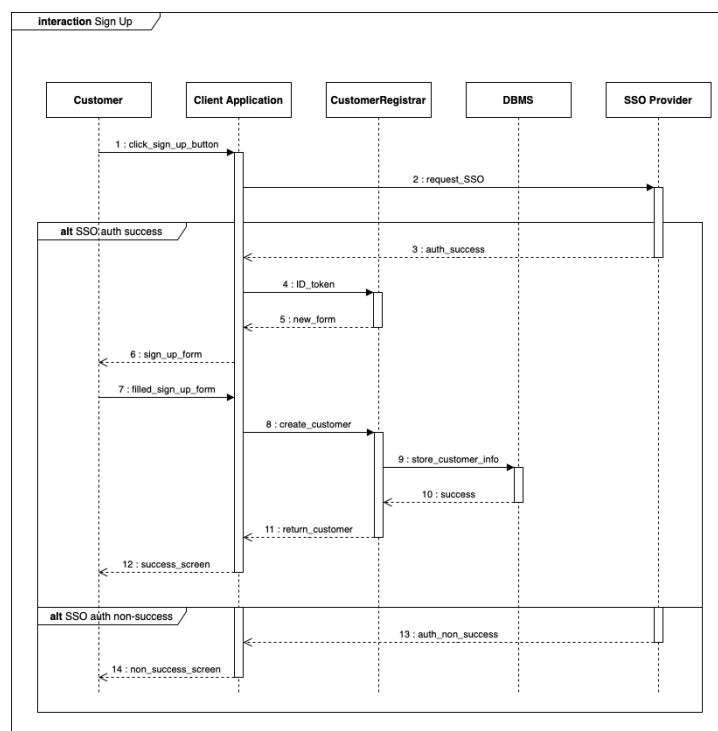 interaction Sign Up
Customer
Client Application
CustomerRegistrar
DBMS
SSO Provider
1 : click_sign_up_button
2 : request_SSO
alt SSO auth success
3 : auth_success
4 : ID_token
5 : new_form
6 : sign_up_form
7 : filled_sign_up_form
8 : create_customer
9 : store_customer_info
10 : success
11 : return_customer
12 : success_screen
alt SSO auth non-success
13 : auth_non_success
14 : non_success_screen